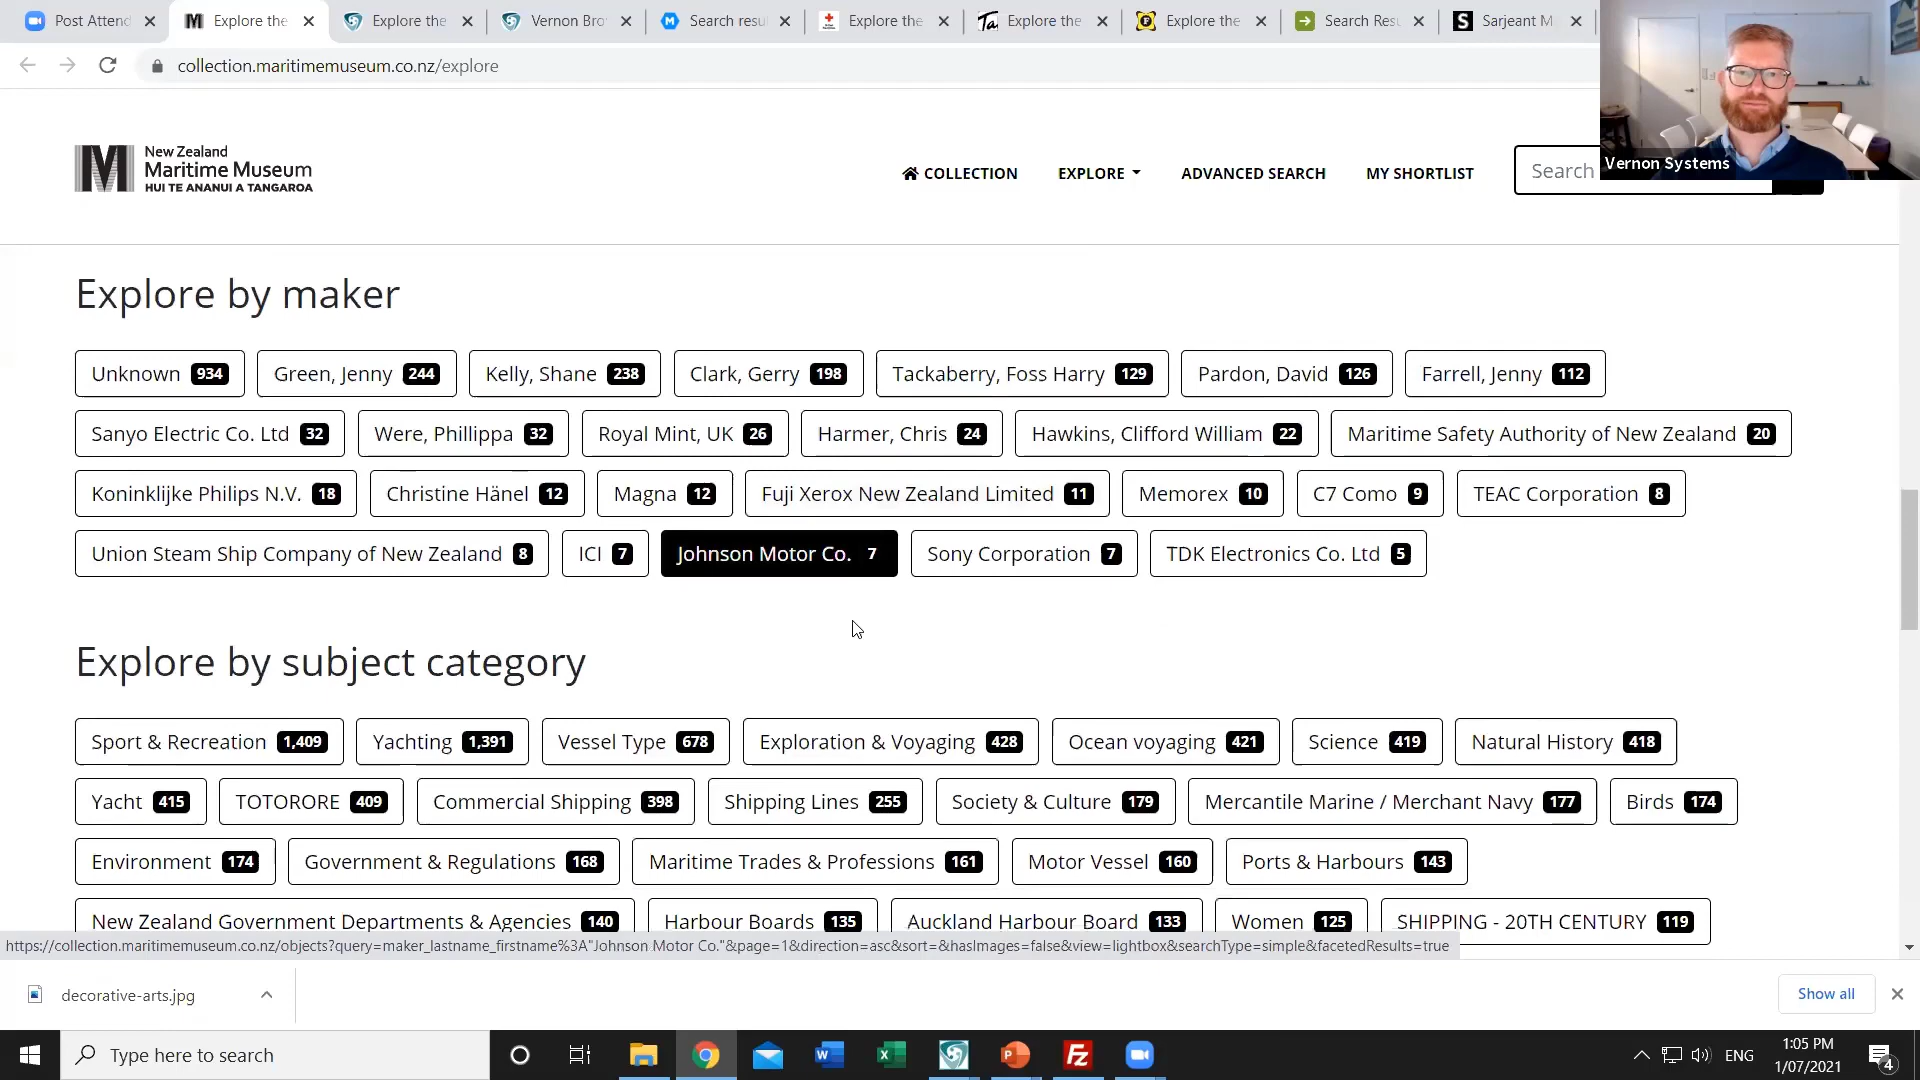 Post Attend
Explore the
Explore the
Vernon Bro
Search resu
Explore the
Explore the
Explore the
Search Resu
Sarjeant M
collection.maritimemuseum.co.nz/explore
New Zealand
Maritime Museum
HUI TE ANANUI A TANGAROA
COLLECTION
EXPLORE
ADVANCED SEARCH
MY SHORTLIST
Search
Vernon Systems
Explore by maker
Unknown 934 Green, Jenny 244 Kelly, Shane 238 Clark, Gerry 198 Tackaberry, Foss Harry 129 Pardon, David 126 Farrell, Jenny 112
Sanyo Electric Co. Ltd 32 Were, Phillippa 32 Royal Mint, UK 26 Harmer, Chris 24 Hawkins, Clifford William 22 Maritime Safety Authority of New Zealand 20
Koninklijke Philips N.V. 18 Christine Hänel 12 Magna 12 Fuji Xerox New Zealand Limited 11 Memorex 10 C7 Como 9 TEAC Corporation 8
Union Steam Ship Company of New Zealand 8 ICI 7 Johnson Motor Co. 7 Sony Corporation 7 TDK Electronics Co. Ltd 5
Explore by subject category
Sport & Recreation 1,409 Yachting 1,391 Vessel Type 678 Exploration & Voyaging 428 Ocean voyaging 421 Science 419 Natural History 418
Yacht 415 TOTORORE 409 Commercial Shipping 398 Shipping Lines 255 Society & Culture 179 Mercantile Marine / Merchant Navy 177 Birds 174
Environment 174 Government & Regulations 168 Maritime Trades & Professions 161 Motor Vessel 160 Ports & Harbours 143
New Zealand Government Departments & Agencies 140 Harbour Boards 135 Auckland Harbour Board 133 Women 125 SHIPPING - 20TH CENTURY 119
https://collection.maritimemuseum.co.nz/objects?query=maker_lastname_firstname%3A"Johnson Motor Co."&page=1&direction=asc&sort=&hasImages=false&view=lightbox&searchType=simple&facetedResults=true
decorative-arts.jpg
Show all
Type here to search
ENG
1:05 PM
1/07/2021
4